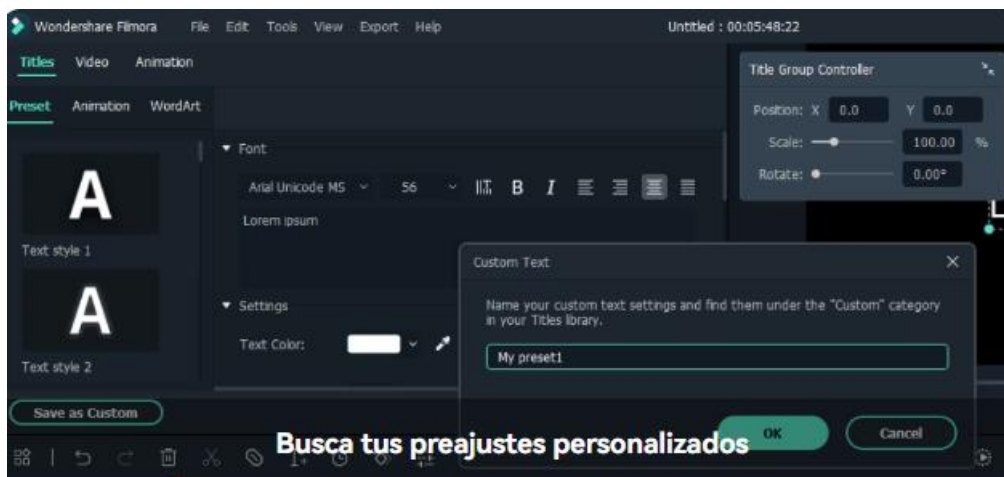 Wondershare Filmora File Edit Tools View Export Help Untitled : 00:05:48:22
Titles Video Animation
Preset Animation WordArt
Title Group Controller
Position: X 0.0 Y 0.0
Scale: 100.00 %
Rotate: 0.00°
Font
Arial Unicode MS 56 B I
Lorem ipsum
A
Text style 1
A
Text style 2
Settings
Text Color:
Custom Text
Name your custom text settings and find them under the "Custom" category
in your Titles library.
My preset1
Save as Custom
OK Cancel
Busca tus preajustes personalizados